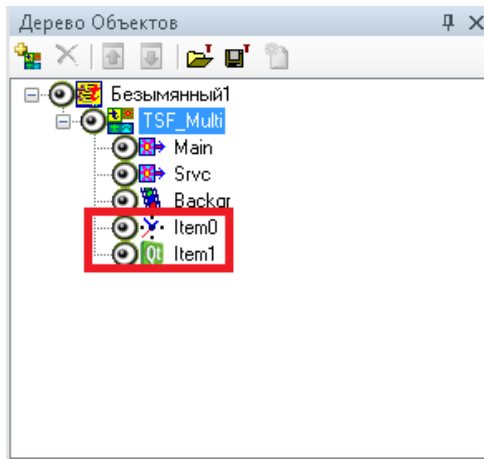 Дерево Объектов
Безымянный1
TSF_Multi
Main
Srvc
Backgr
Item0
Qt Item1